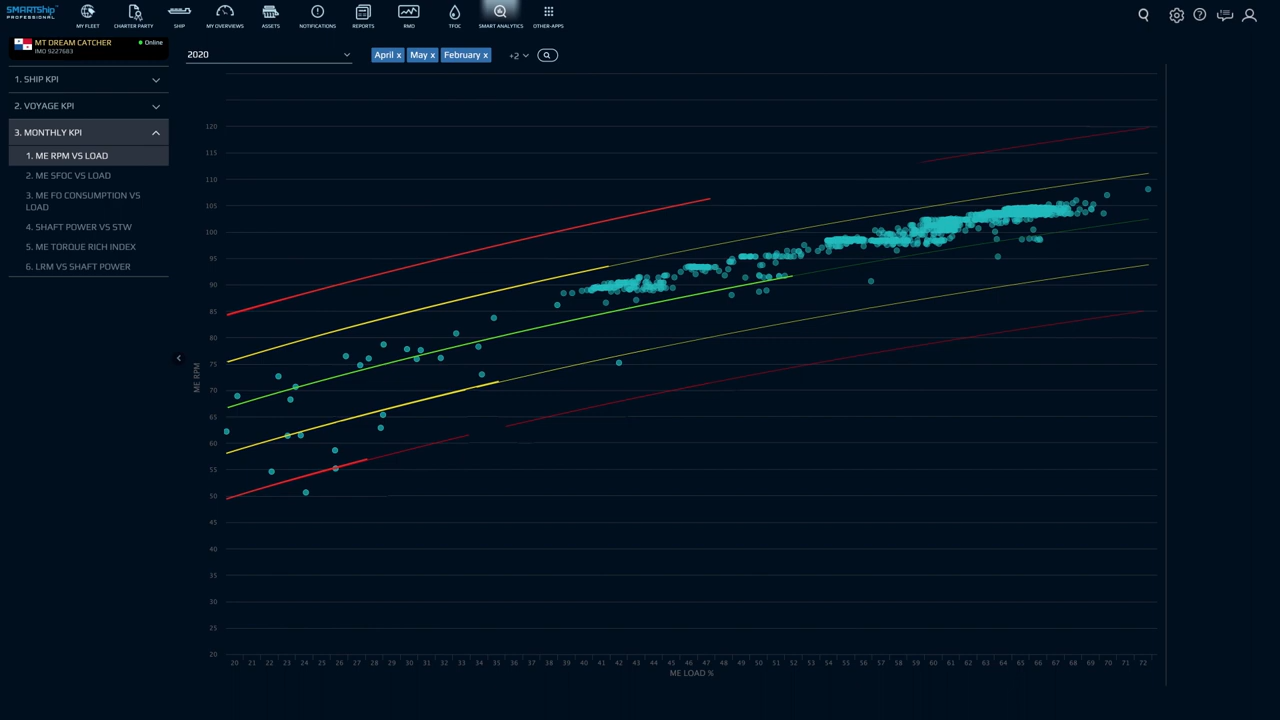 SMARTShip™
PROFESSIONAL
MY FLEET
CHARTER PARTY
SHIP
MY OVERVIEWS
ASSETS
NOTIFICATIONS
REPORTS
RMO
TFOC
SMART ANALYTICS
OTHER-APPS
MT DREAM CATCHER
Online
IMO 9227683
2020
April x
May x
February x
+2
1. SHIP KPI
2. VOYAGE KPI
3. MONTHLY KPI
1. ME RPM VS LOAD
2. ME SFOC VS LOAD
3. ME FO CONSUMPTION VS
LOAD
4. SHAFT POWER VS STW
5. ME TORQUE RICH INDEX
6. LRM VS SHAFT POWER
ME RPM
120
115
110
105
100
95
90
85
80
75
70
65
60
55
50
45
40
35
30
25
20
20 21 22 23 24 25 26 27 28 29 30 31 32 33 34 35 36 37 38 39 40 41 42 43 44 45 46 47 48 49 50 51 52 53 54 55 56 57 58 59 60 61 62 63 64 65 66 67 68 69 70 71 72
ME LOAD %